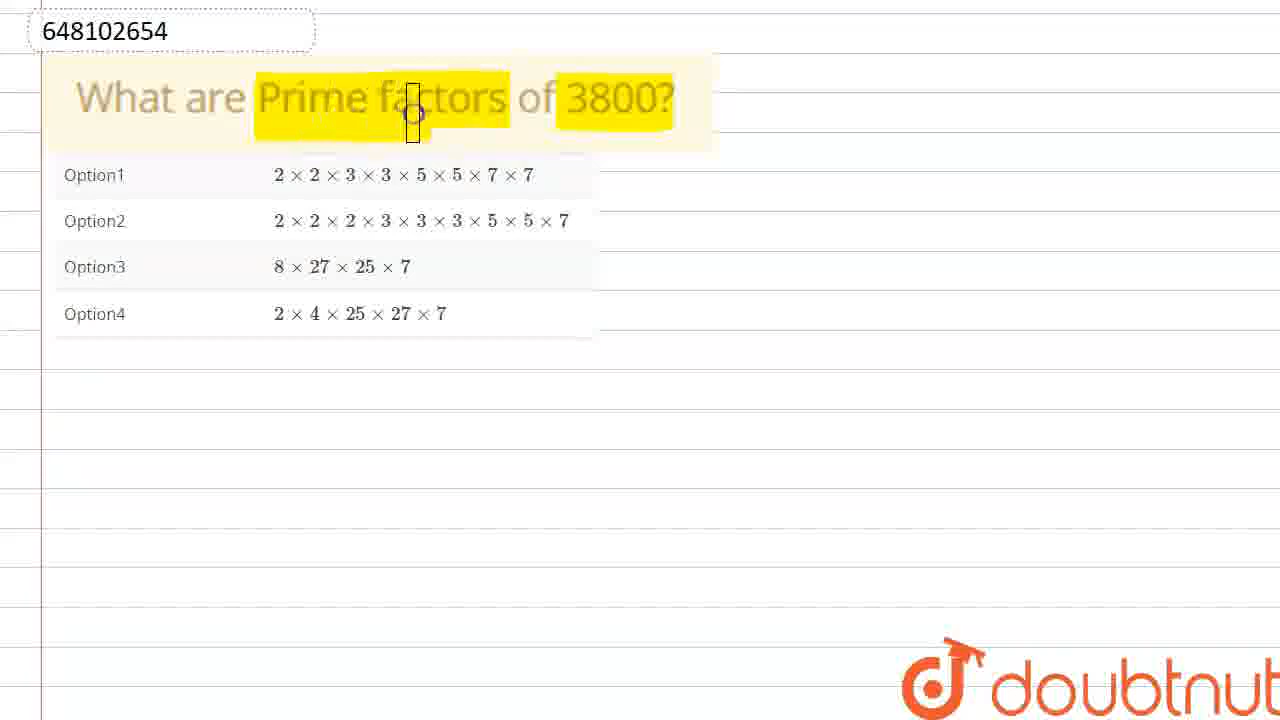 648102654
What are Prime factors of 3800?
Option1 2 × 2 × 3 × 3 × 5 × 5 × 7 × 7
Option2 2 × 2 × 2 × 3 × 3 × 3 × 5 × 5 × 7
Option3 8 × 27 × 25 × 7
Option4 2 × 4 × 25 × 27 × 7
doubtnut